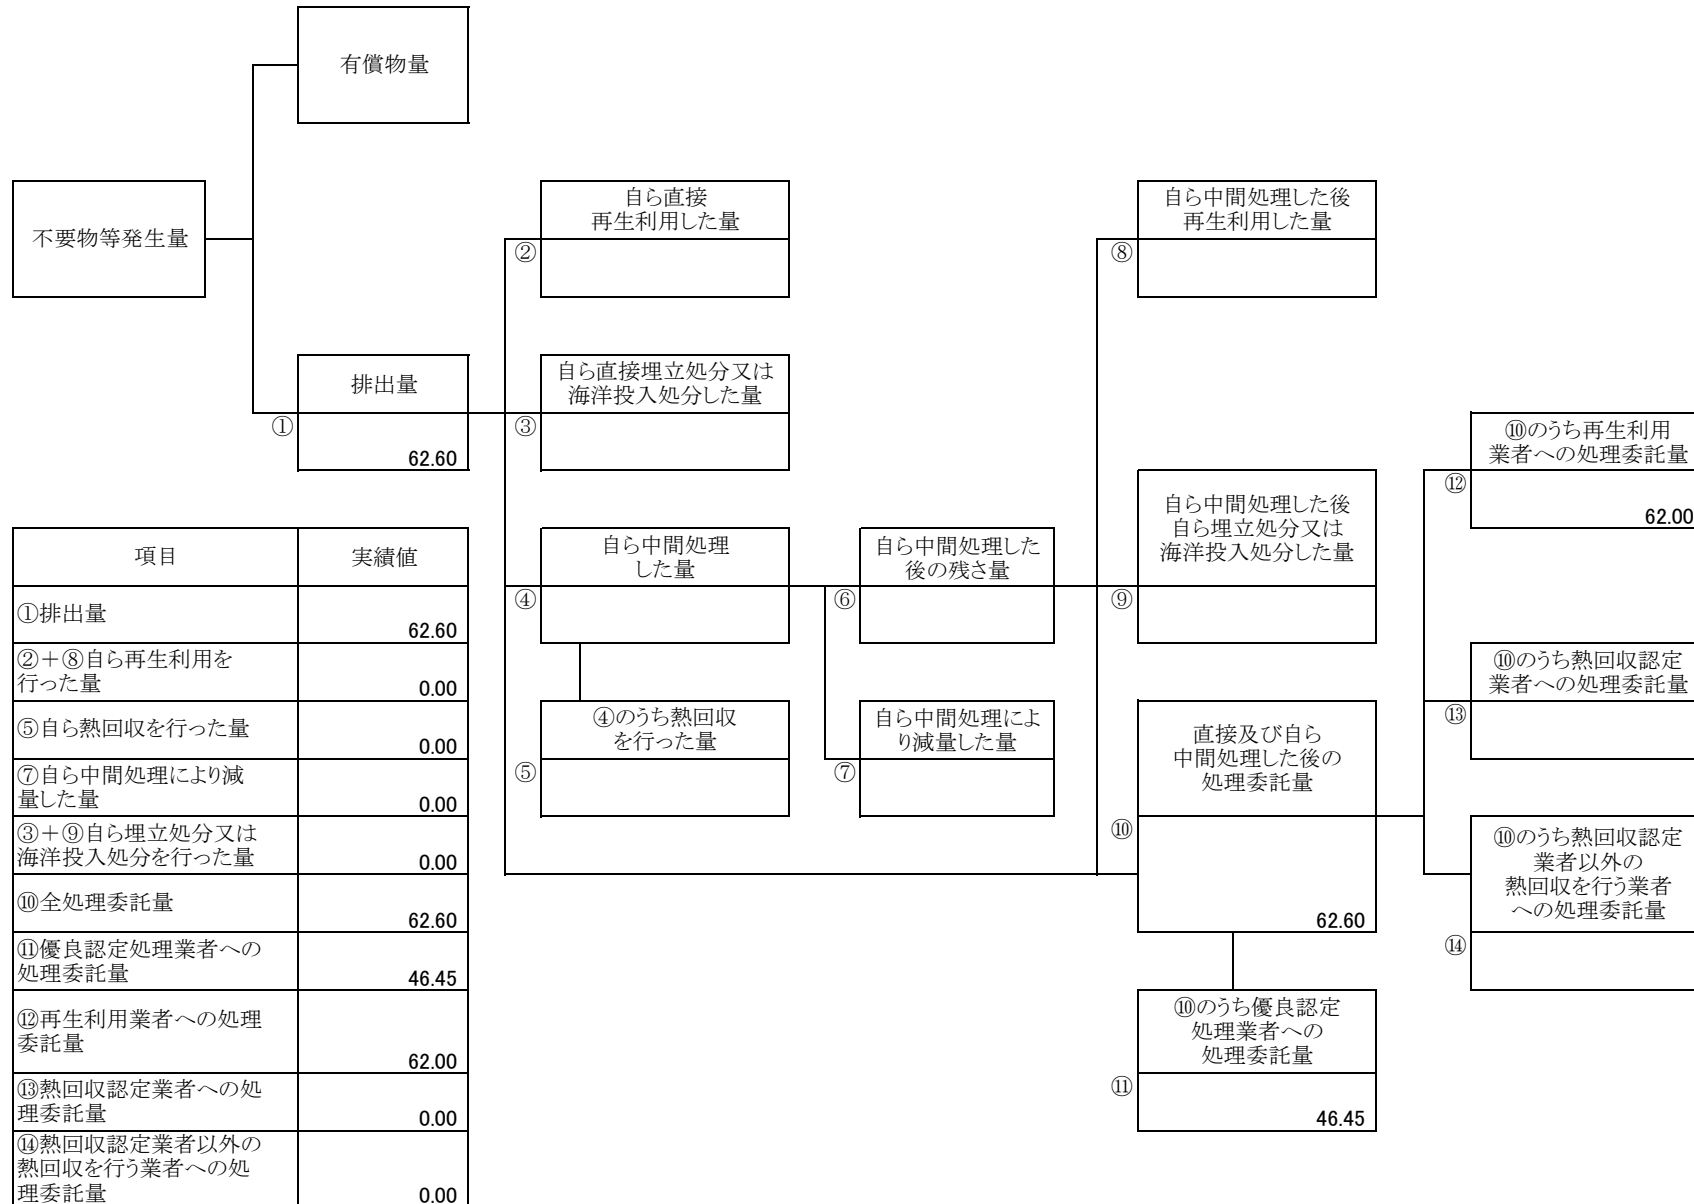 有償物量
不要物等発生量
排出量
①
62.60
自ら直接
再生利用した量
②
自ら直接埋立処分又は
海洋投入処分した量
③
自ら中間処理
した量
④
④のうち熱回収
を行った量
⑤
自ら中間処理した
後の残さ量
⑥
自ら中間処理によ
り減量した量
⑦
自ら中間処理した後
再生利用した量
⑧
自ら中間処理した後
自ら埋立処分又は
海洋投入処分した量
⑨
直接及び自ら
中間処理した後の
処理委託量
⑩
62.60
⑩のうち優良認定
処理業者への
処理委託量
⑪
46.45
⑩のうち再生利用
業者への処理委託量
⑫
62.00
⑩のうち熱回収認定
業者への処理委託量
⑬
⑩のうち熱回収認定
業者以外の
熱回収を行う業者
への処理委託量
⑭
項目 実績値
①排出量
62.60
②＋⑧自ら再生利用を
行った量 0.00
⑤自ら熱回収を行った量
0.00
⑦自ら中間処理により減
量した量 0.00
③＋⑨自ら埋立処分又は
海洋投入処分を行った量 0.00
⑩全処理委託量
62.60
⑪優良認定処理業者への
処理委託量 46.45
⑫再生利用業者への処理
委託量
62.00
⑬熱回収認定業者への処
理委託量 0.00
⑭熱回収認定業者以外の
熱回収を行う業者への処
理委託量 0.00